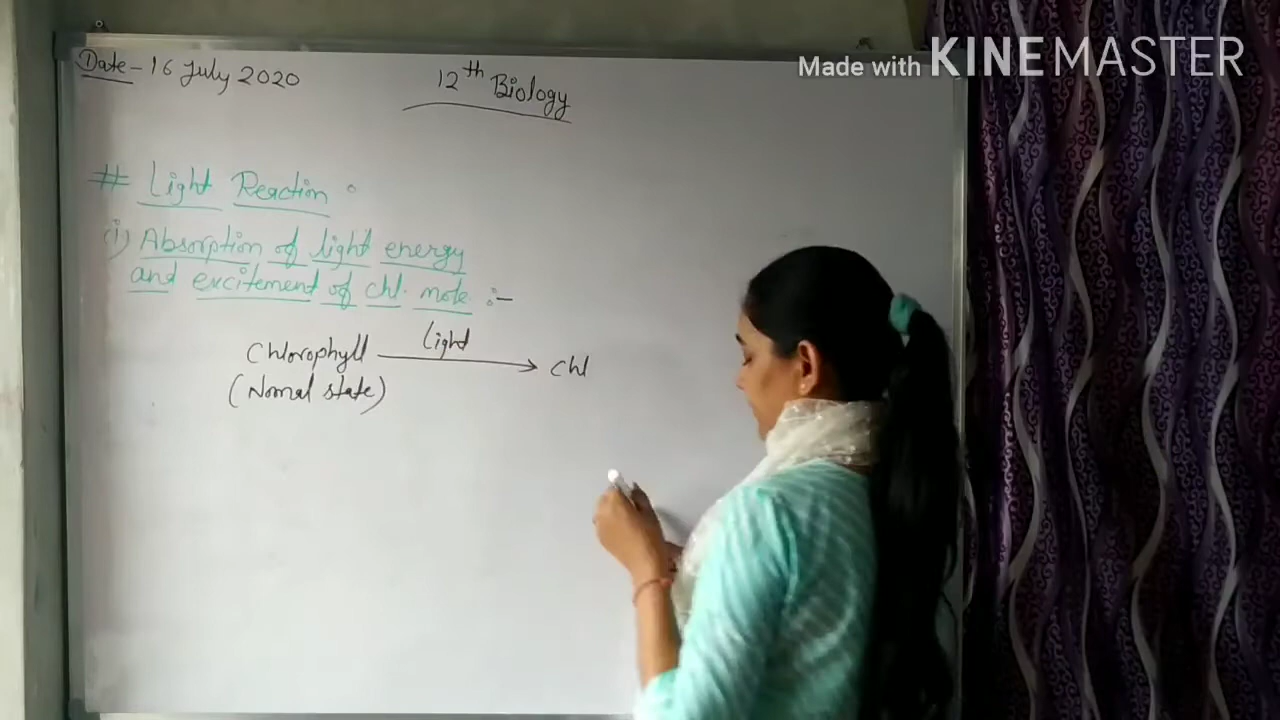 Date - 16 July 2020
12th Biology
Made with KINEMASTER
# Light Reaction :
(i) Absorption of light energy
and excitement of chl. mole :-
Light
Chlorophyll → Chl
(Normal state)